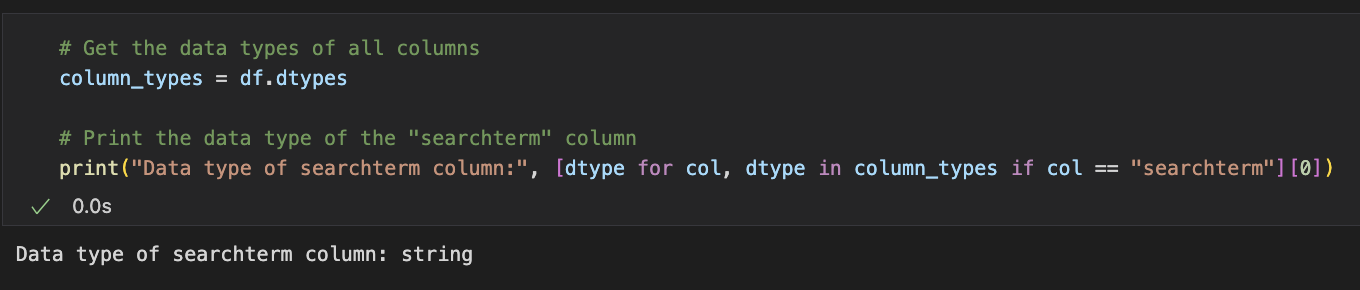 # Get the data types of all columns
column_types = df.dtypes
# Print the data type of the "searchterm" column
print("Data type of searchterm column:", [dtype for col, dtype in column_types if col == "searchterm"][0])
0.0s
Data type of searchterm column: string